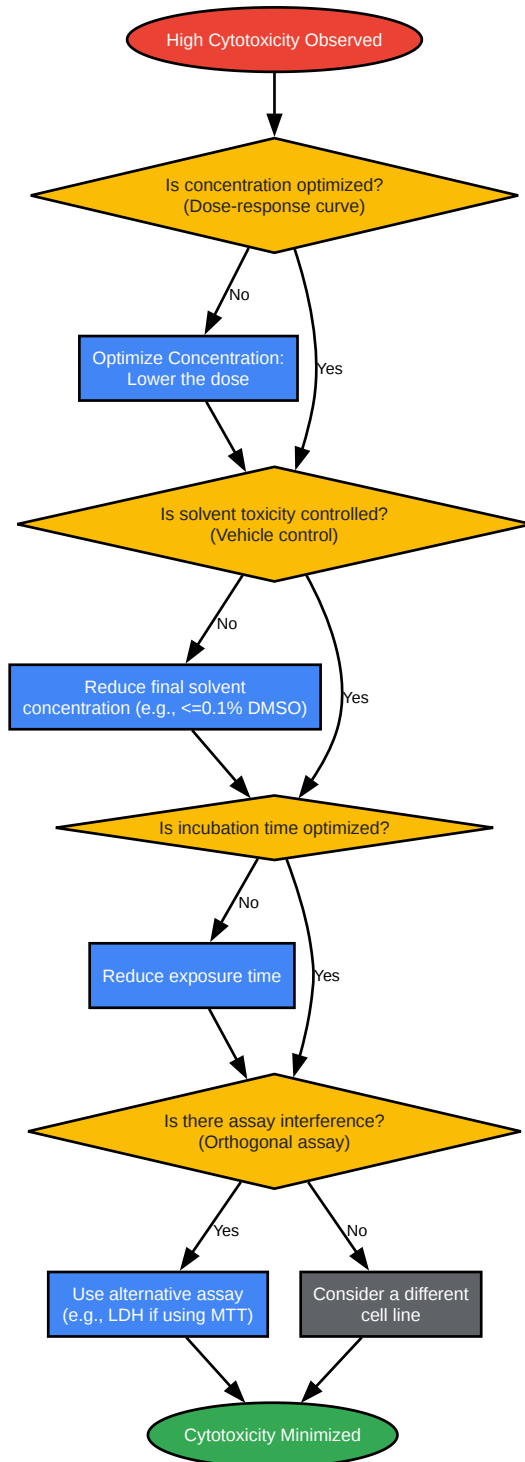 High Cytotoxicity Observed
Is concentration optimized?
(Dose-response curve)
No
Yes
Optimize Concentration:
Lower the dose
Is solvent toxicity controlled?
(Vehicle control)
No
Yes
Reduce final solvent
concentration (e.g., <=0.1% DMSO)
Is incubation time optimized?
No
Yes
Reduce exposure time
Is there assay interference?
(Orthogonal assay)
Yes
No
Use alternative assay
(e.g., LDH if using MTT)
Consider a different
cell line
Cytotoxicity Minimized